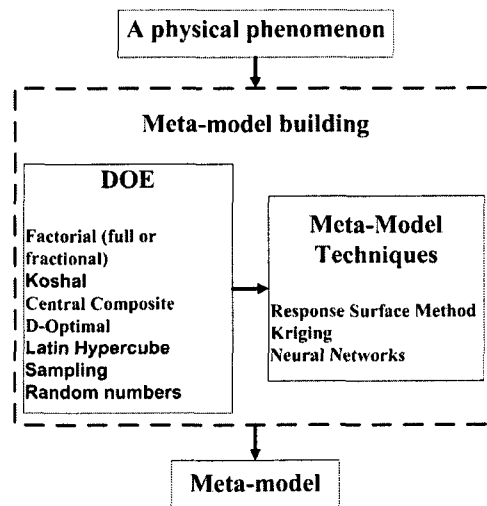 A physical phenomenon
Meta-model building
DOE
Factorial (full or
fractional)
Koshal
Central Composite
D-Optimal
Latin Hypercube
Sampling
Random numbers
Meta-Model
Techniques
Response Surface Method
Kriging
Neural Networks
Meta-model